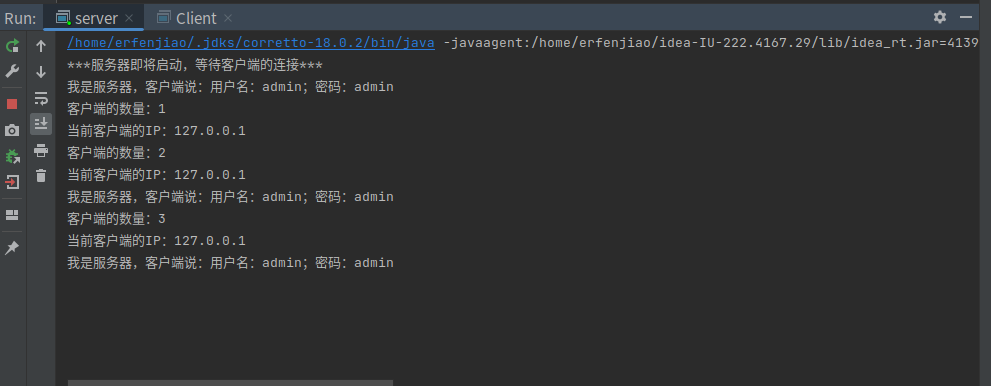 Run: server × Client ×
/home/erfenjiao/.jdks/corretto-18.0.2/bin/java -javaagent:/home/erfenjiao/idea-IU-222.4167.29/lib/idea_rt.jar=4139
***服务器即将启动，等待客户端的连接***
我是服务器，客户端说：用户名：admin；密码：admin
客户端的数量：1
当前客户端的IP：127.0.0.1
客户端的数量：2
当前客户端的IP：127.0.0.1
我是服务器，客户端说：用户名：admin；密码：admin
客户端的数量：3
当前客户端的IP：127.0.0.1
我是服务器，客户端说：用户名：admin；密码：admin